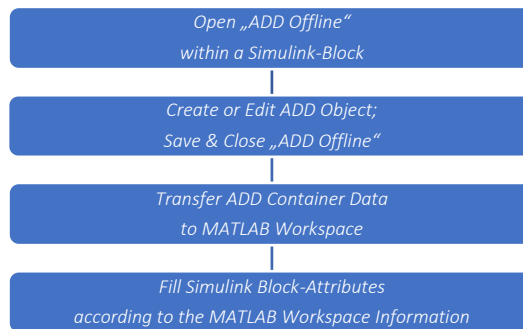 Open „ADD Offline“
within a Simulink-Block
Create or Edit ADD Object;
Save & Close „ADD Offline“
Transfer ADD Container Data
to MATLAB Workspace
Fill Simulink Block-Attributes
according to the MATLAB Workspace Information